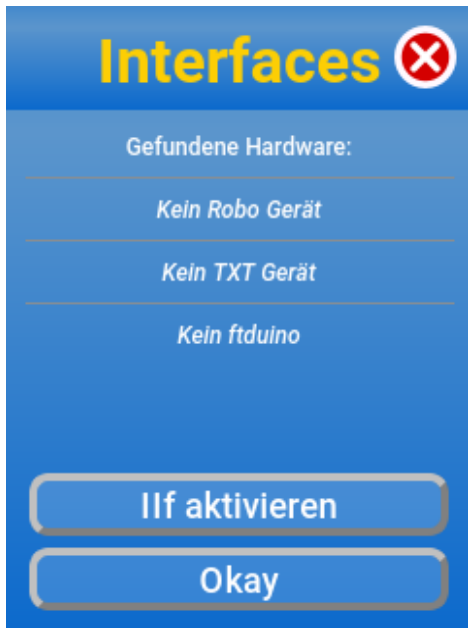 Interfaces
Gefundene Hardware:
Kein Robo Gerät
Kein TXT Gerät
Kein ftduino
IIf aktivieren
Okay